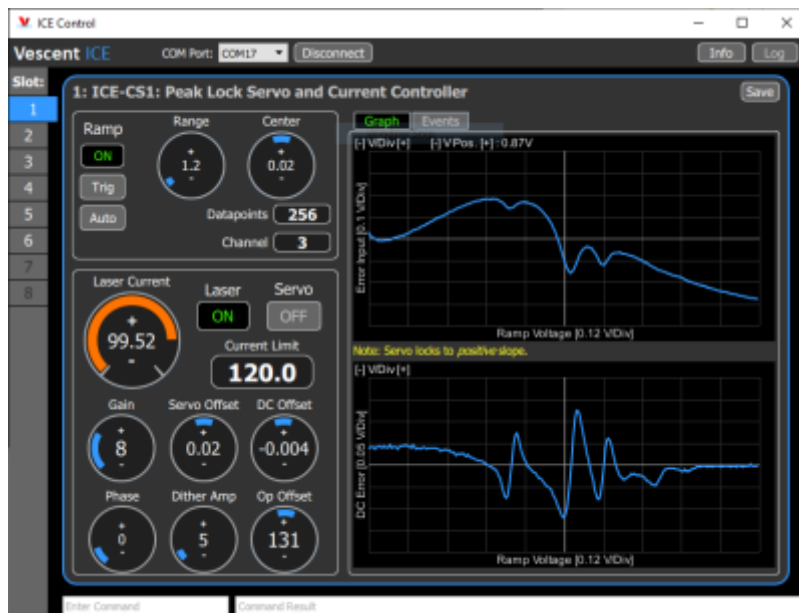 ICE Control
Vescent ICE COM Port: COM17 Disconnect Info Log
Slot:
1
2
3
4
5
6
7
8
1: ICE-CS1: Peak Lock Servo and Current Controller Save
Ramp Range Center
ON
Trig
Auto
+
1.2
-
+
0.02
-
Datapoints 256
Channel 3
Laser Current Laser Servo
+
99.52
-
ON OFF
Current Limit
120.0
Gain Servo Offset DC Offset
+ + +
8 0.02 -0.004
- - -
Phase Dither Amp Op Offset
+ + +
0 5 131
- - -
Graph Events
[-] V/Div [+] [-] V Pos. [+] : 0.87V
Error Input [0.1 V/Div]
Ramp Voltage [0.12 V/Div]
Note: Servo locks to positive slope.
[-] V/Div [+]
DC Error [0.05 V/Div]
Ramp Voltage [0.12 V/Div]
Enter Command Command Result